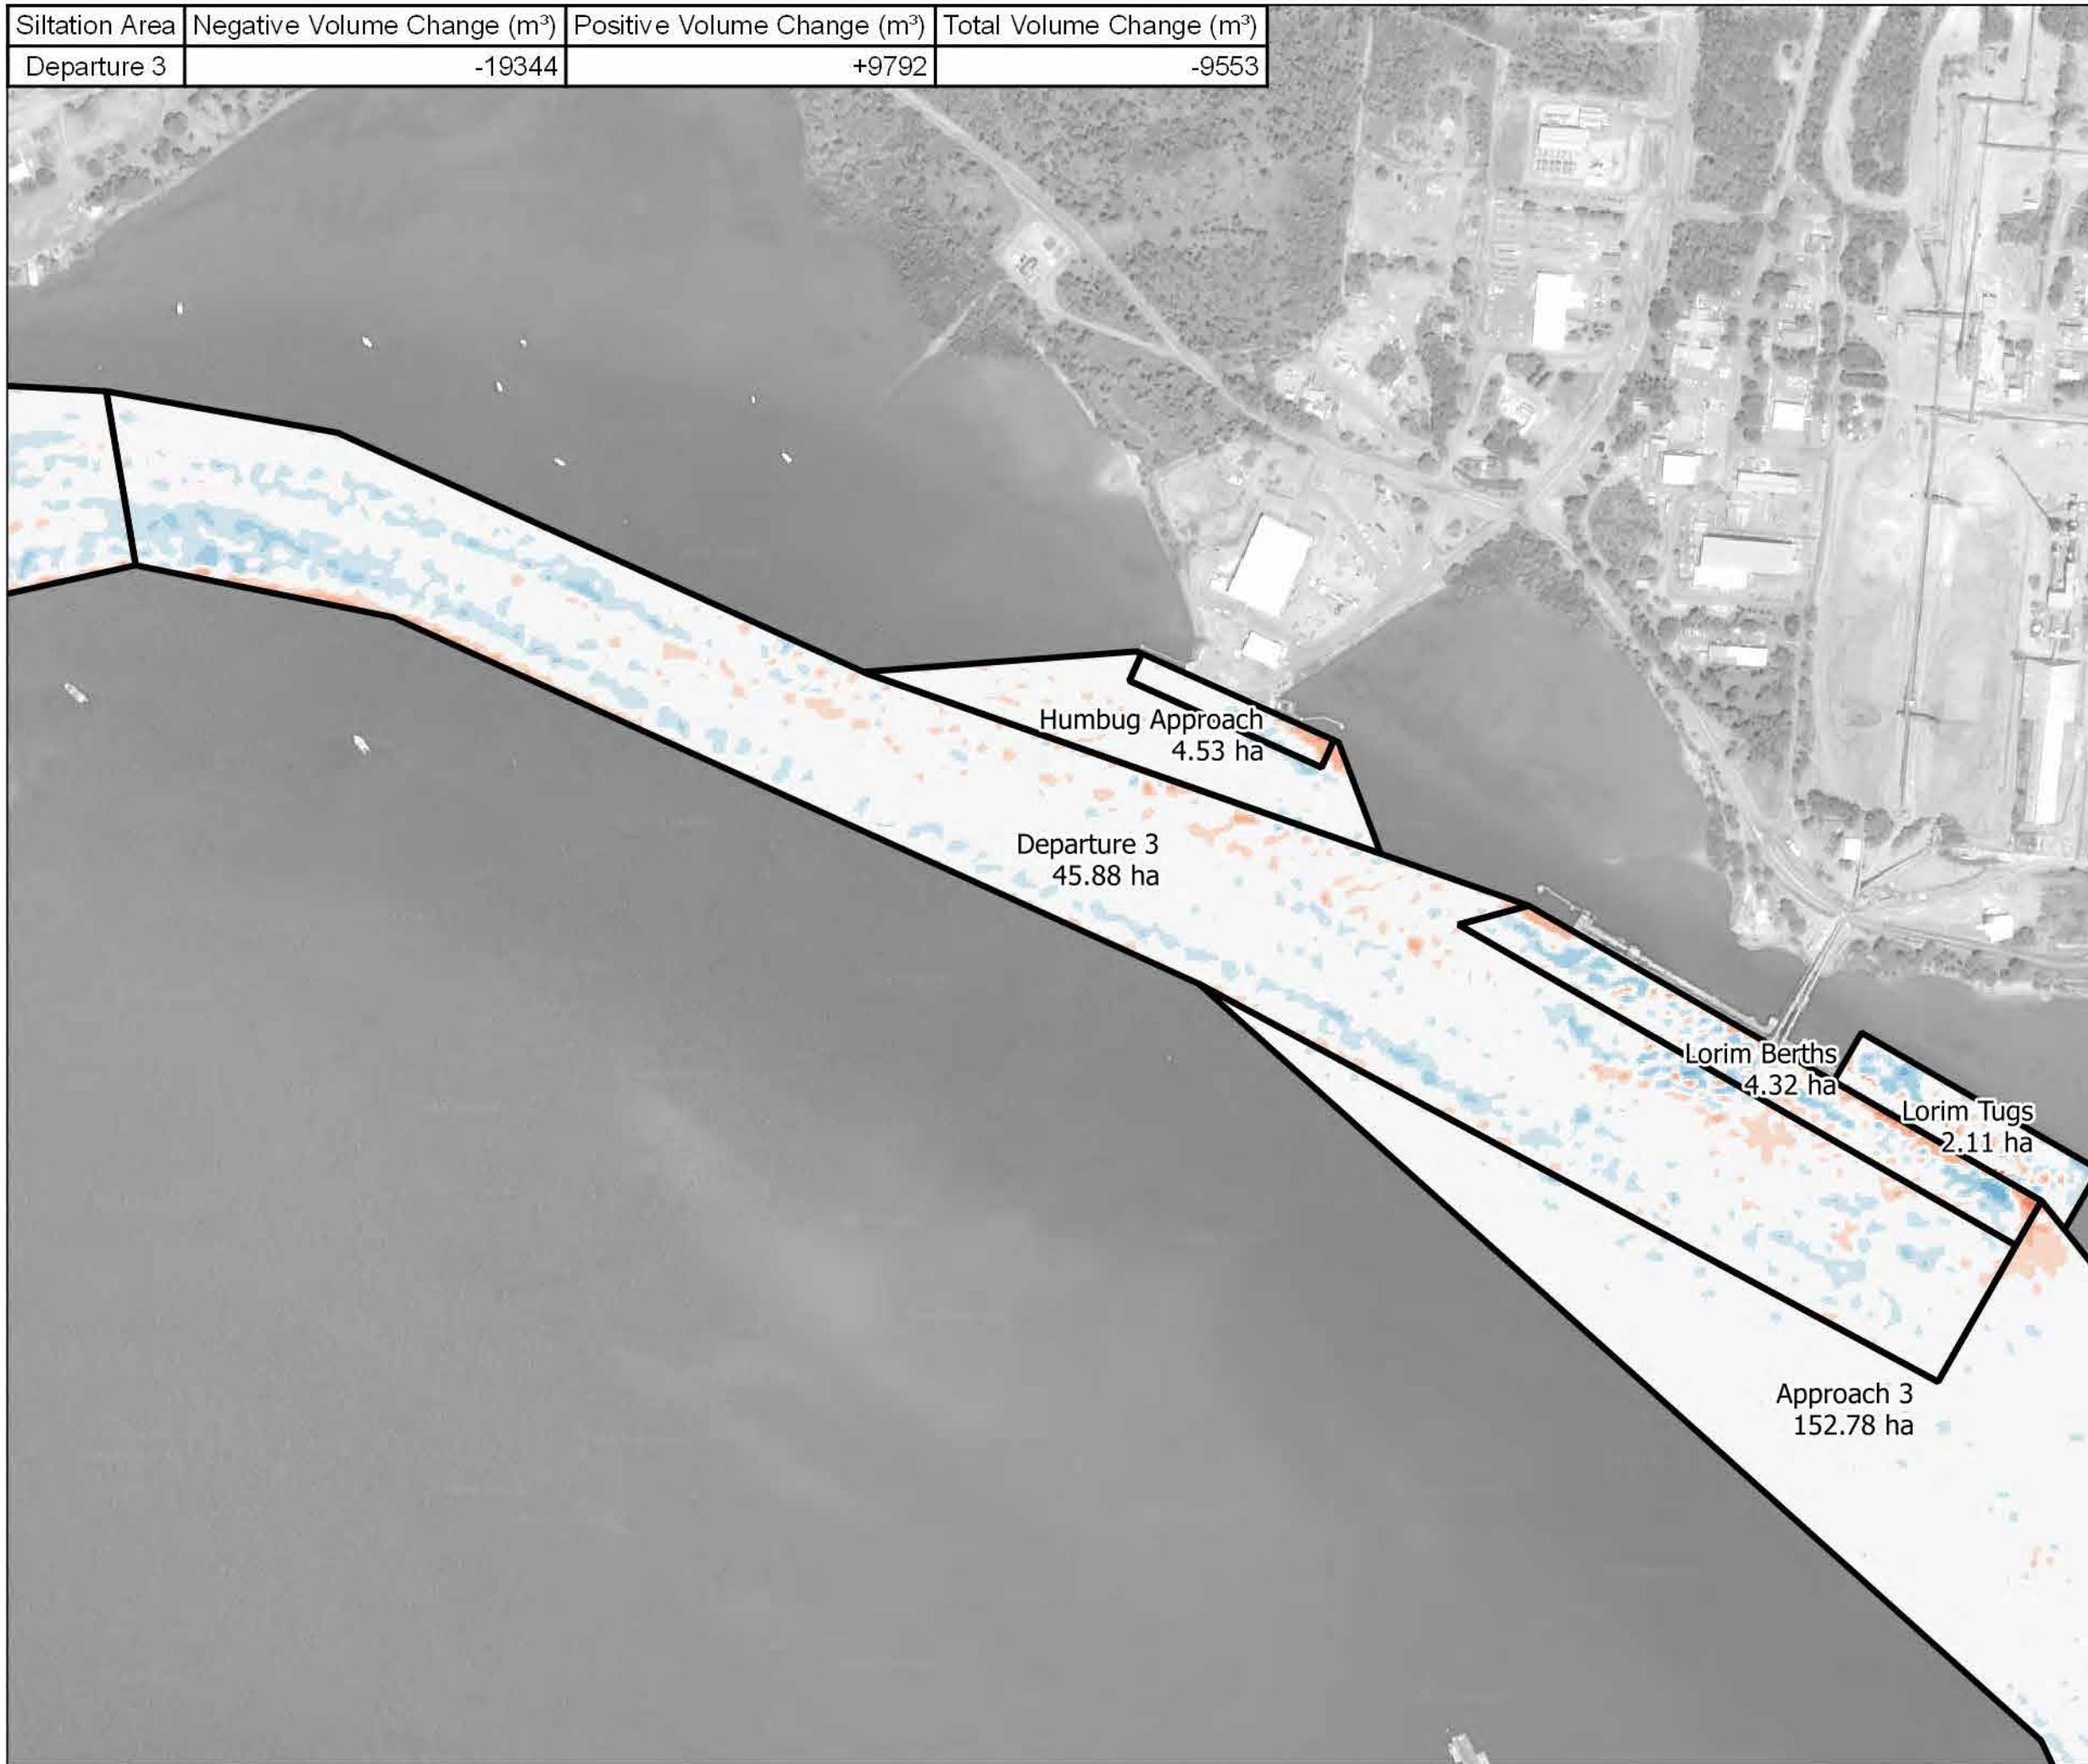 Siltation Area Negative Volume Change (m³) Positive Volume Change (m³) Total Volume Change (m³)
Departure 3 -19344 +9792 -9553
Humbug Approach
4.53 ha
Departure 3
45.88 ha
Lorim Berths
4.32 ha
Lorim Tugs
2.11 ha
Approach 3
152.78 ha